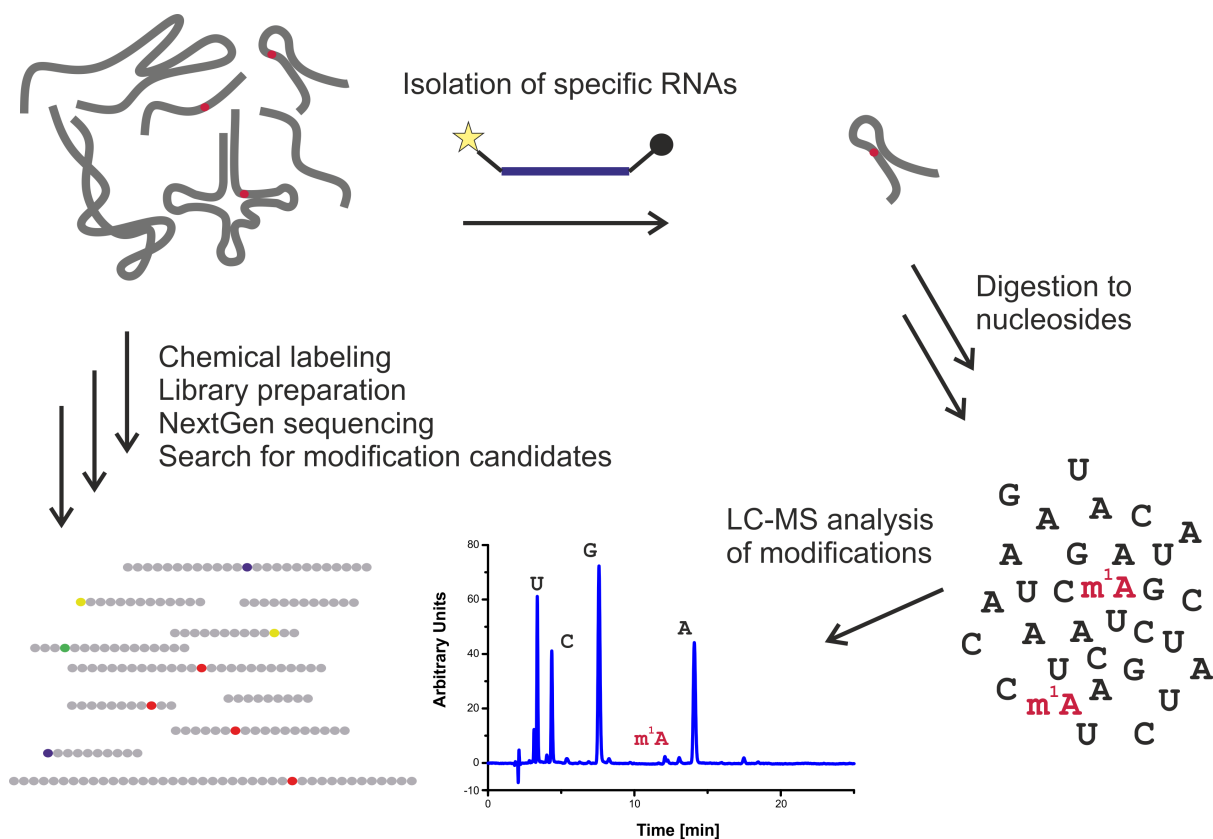 Isolation of specific RNAs
Digestion to
nucleosides
Chemical labeling
Library preparation
NextGen sequencing
Search for modification candidates
LC-MS analysis
of modifications
U
G
A
A
C
A
A
G
A
U
A
U
C
m¹A
G
C
C
A
A
U
C
U
A
U
C
G
C
m¹A
A
U
U
C
80
60
40
20
0
-10
Arbitrary Units
U
C
G
m¹A
A
0
10
20
Time [min]